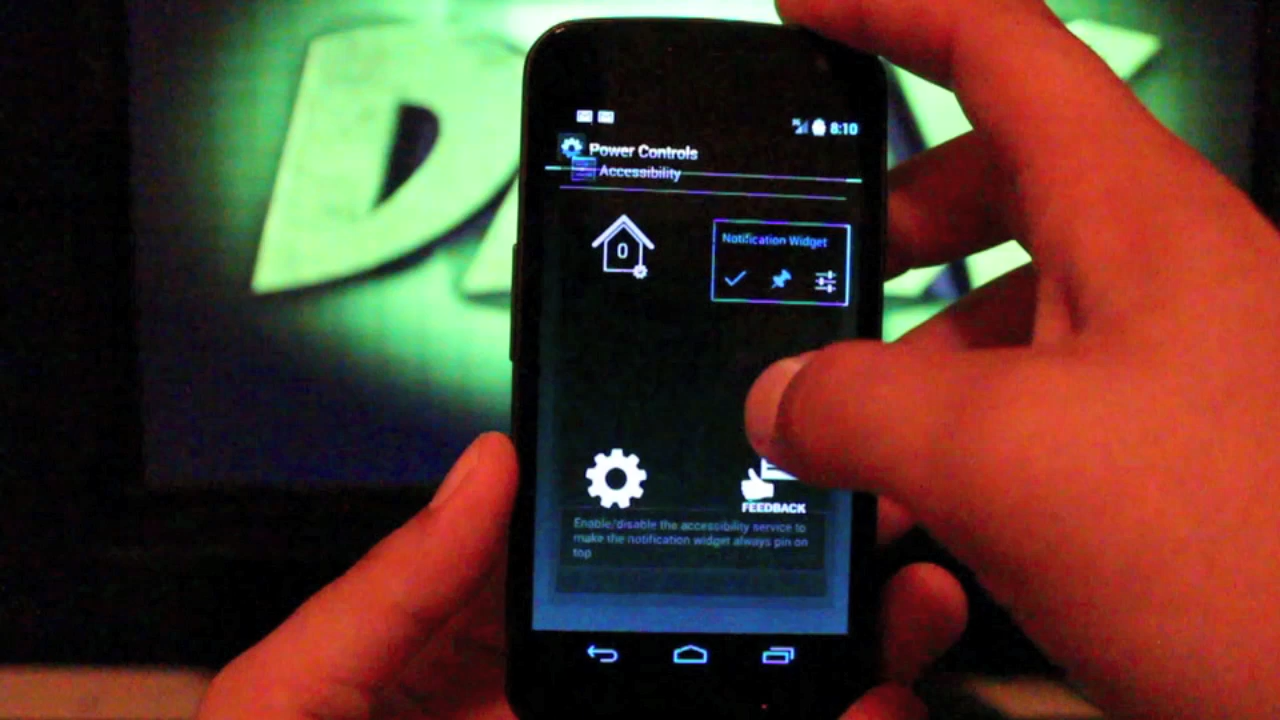 8:10
Power Controls
Accessibility
0
Notification Widget
FEEDBACK
Enable/disable the accessibility service to
make the notification widget always pin on
top